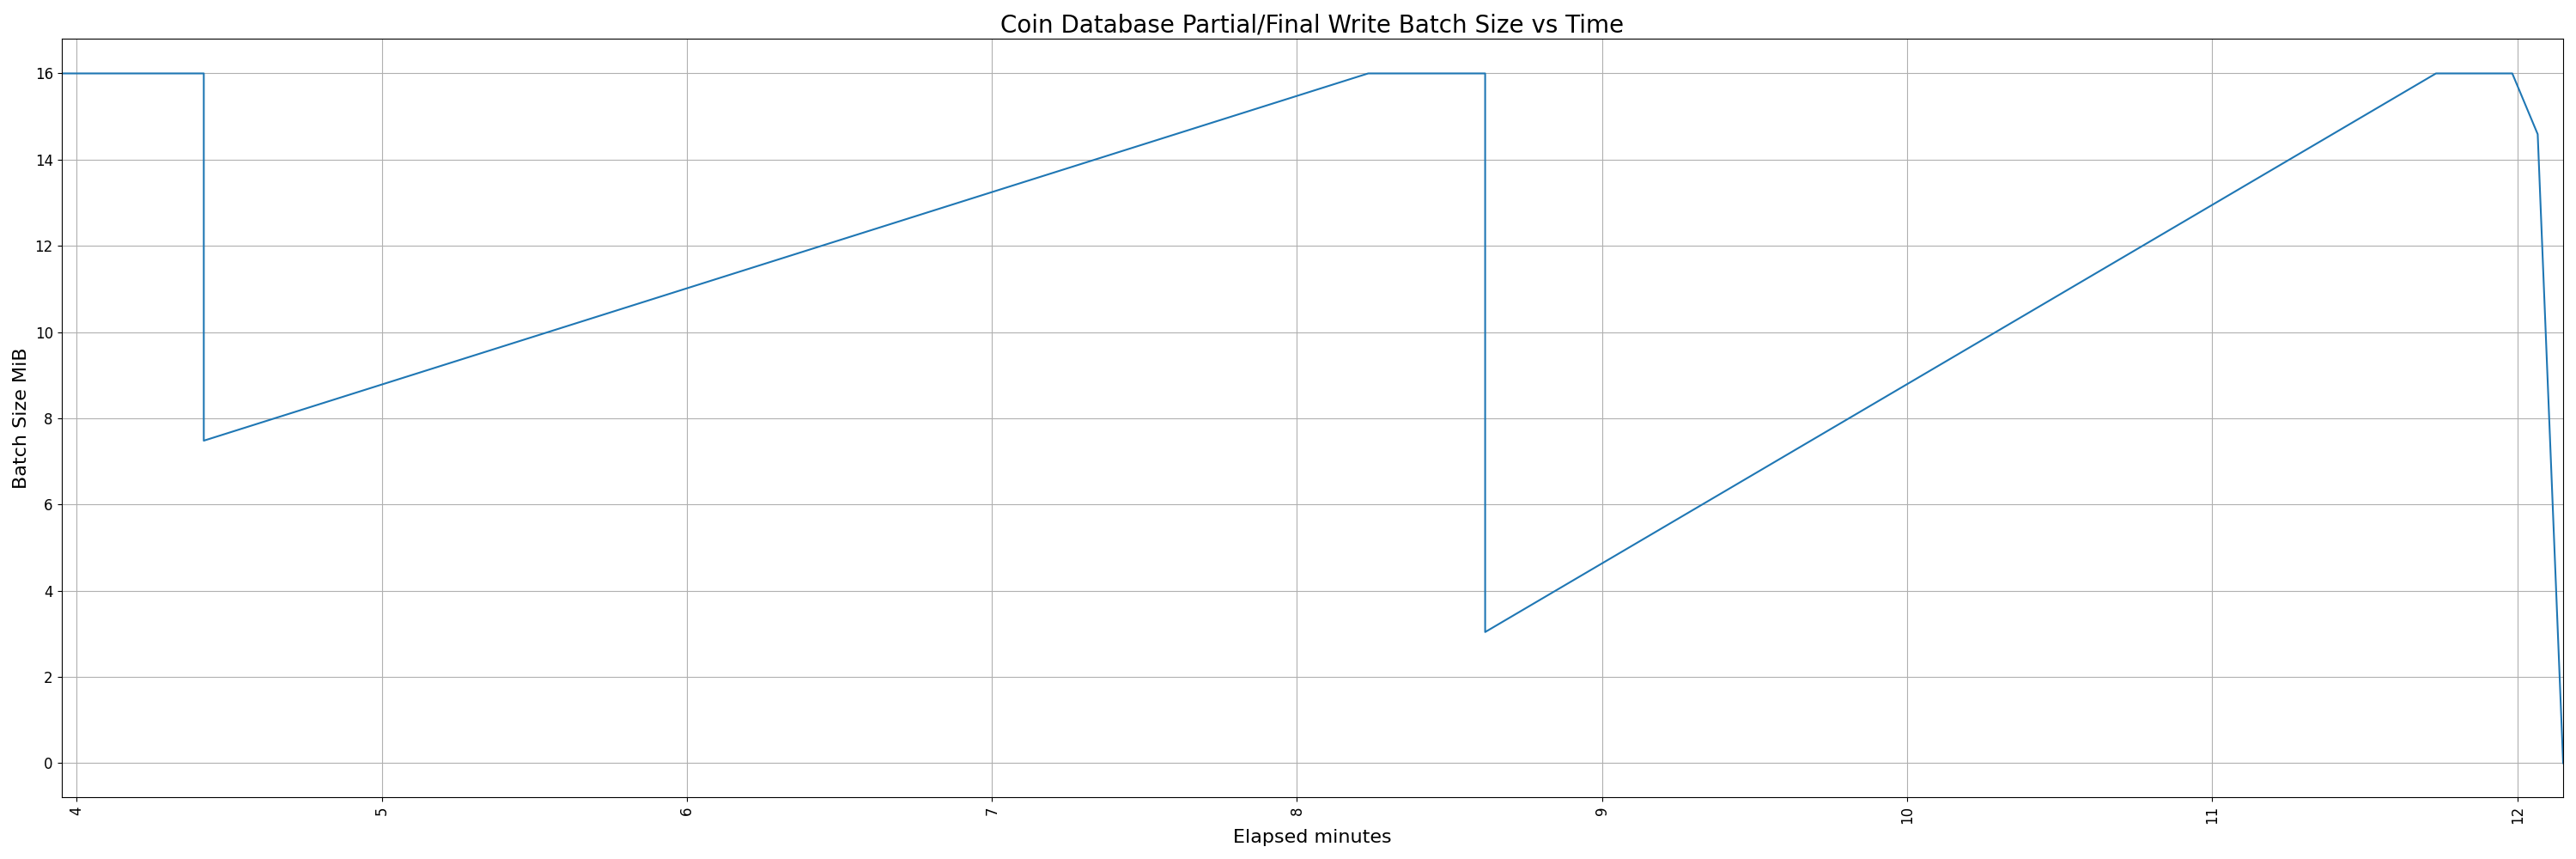 Coin Database Partial/Final Write Batch Size vs Time
Batch Size MiB
16
14
12
10
8
6
4
2
0
4 5 6 7 8 9 10 11 12
Elapsed minutes